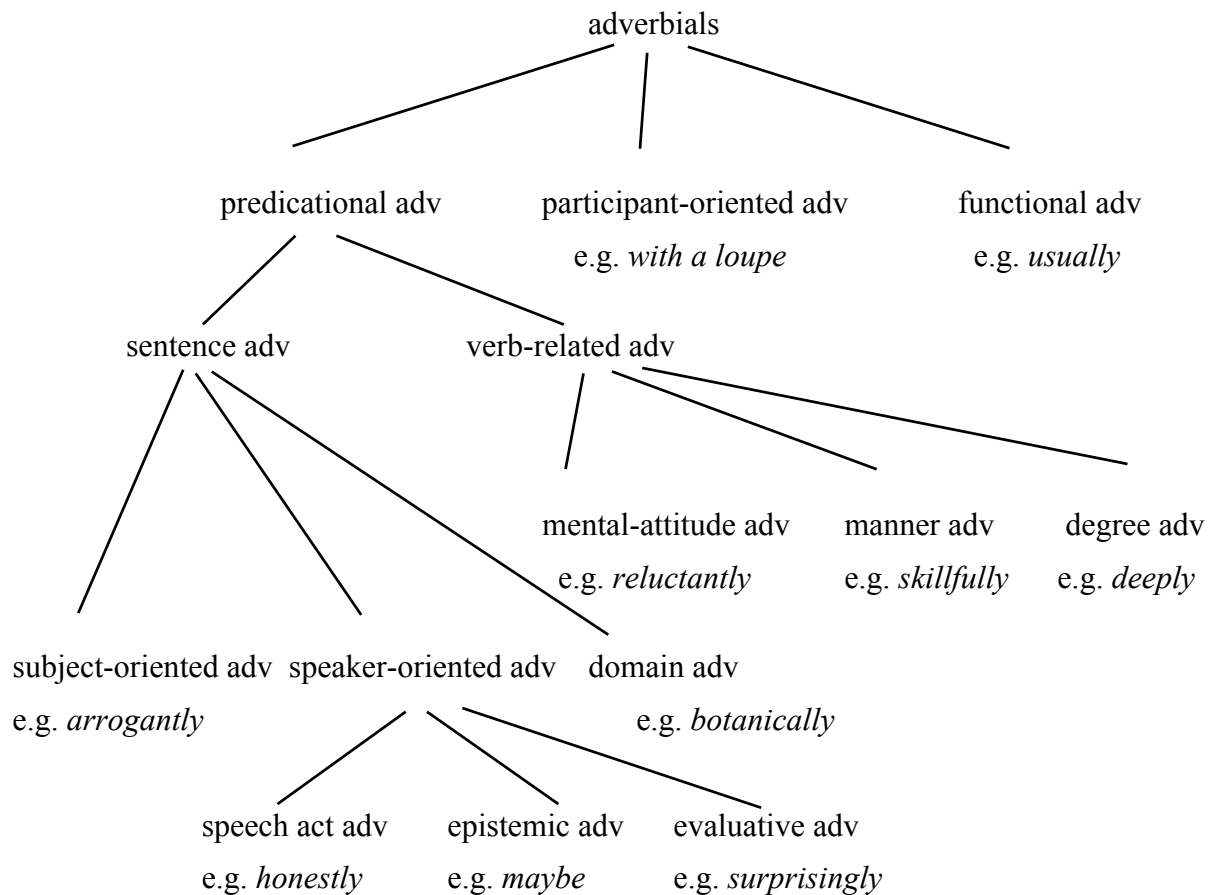 adverbials
predicational adv participant-oriented adv functional adv
e.g. with a loupe e.g. usually
sentence adv verb-related adv
mental-attitude adv manner adv degree adv
e.g. reluctantly e.g. skillfully e.g. deeply
subject-oriented adv speaker-oriented adv domain adv
e.g. arrogantly e.g. botanically
speech act adv epistemic adv evaluative adv
e.g. honestly e.g. maybe e.g. surprisingly